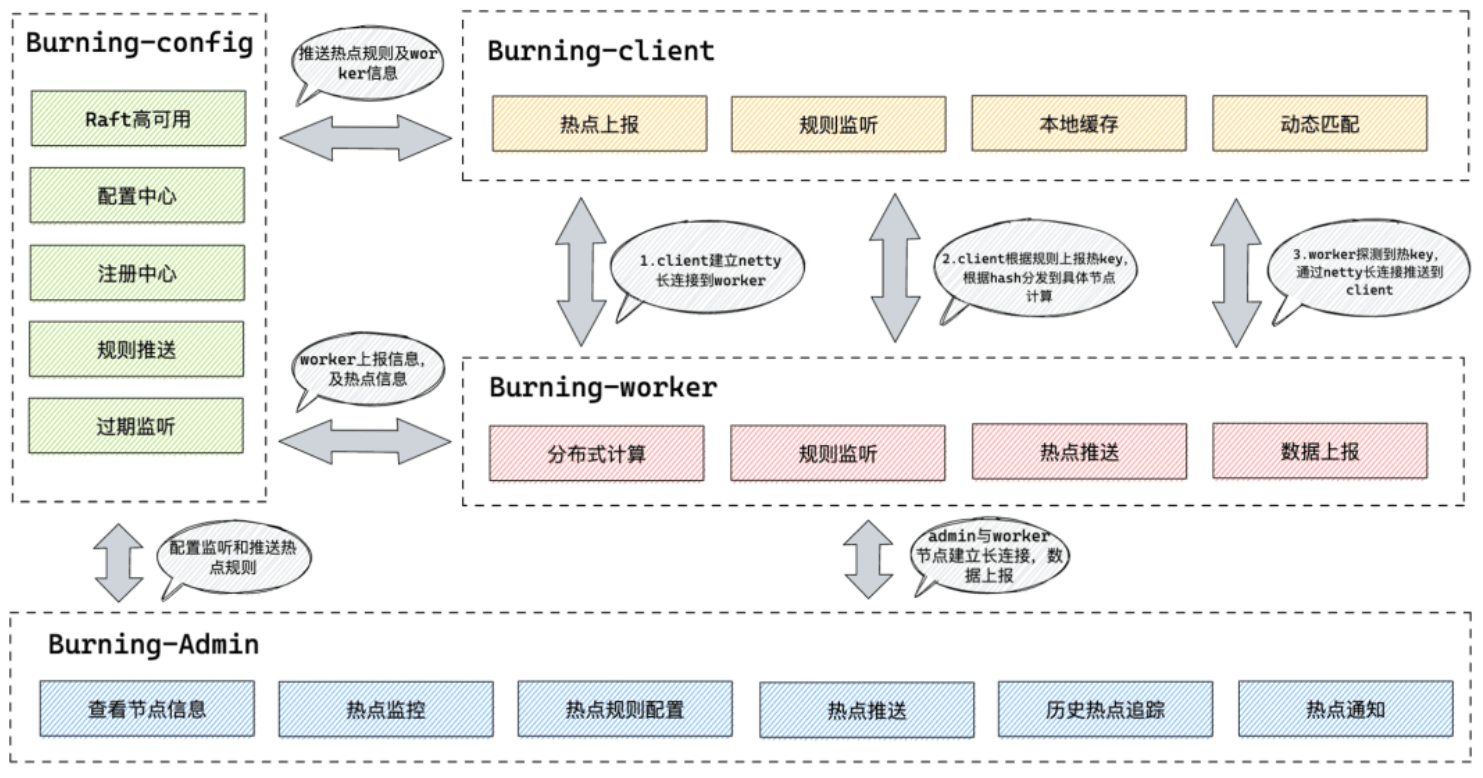 Burning-config
Raft高可用
配置中心
注册中心
规则推送
过期监听
推送热点规则及wor
ker信息
Burning-client
热点上报
规则监听
本地缓存
动态匹配
1.client建立netty
长连接到worker
2.client根据规则上报热key,
根据hash分发到具体节点
计算
3.worker探测到热key,
通过netty长连接推送到
client
worker上报信息,
及热点信息
Burning-worker
分布式计算
规则监听
热点推送
数据上报
配置监听和推送热
点规则
admin与worker
节点建立长连接, 数
据上报
Burning-Admin
查看节点信息
热点监控
热点规则配置
热点推送
历史热点追踪
热点通知